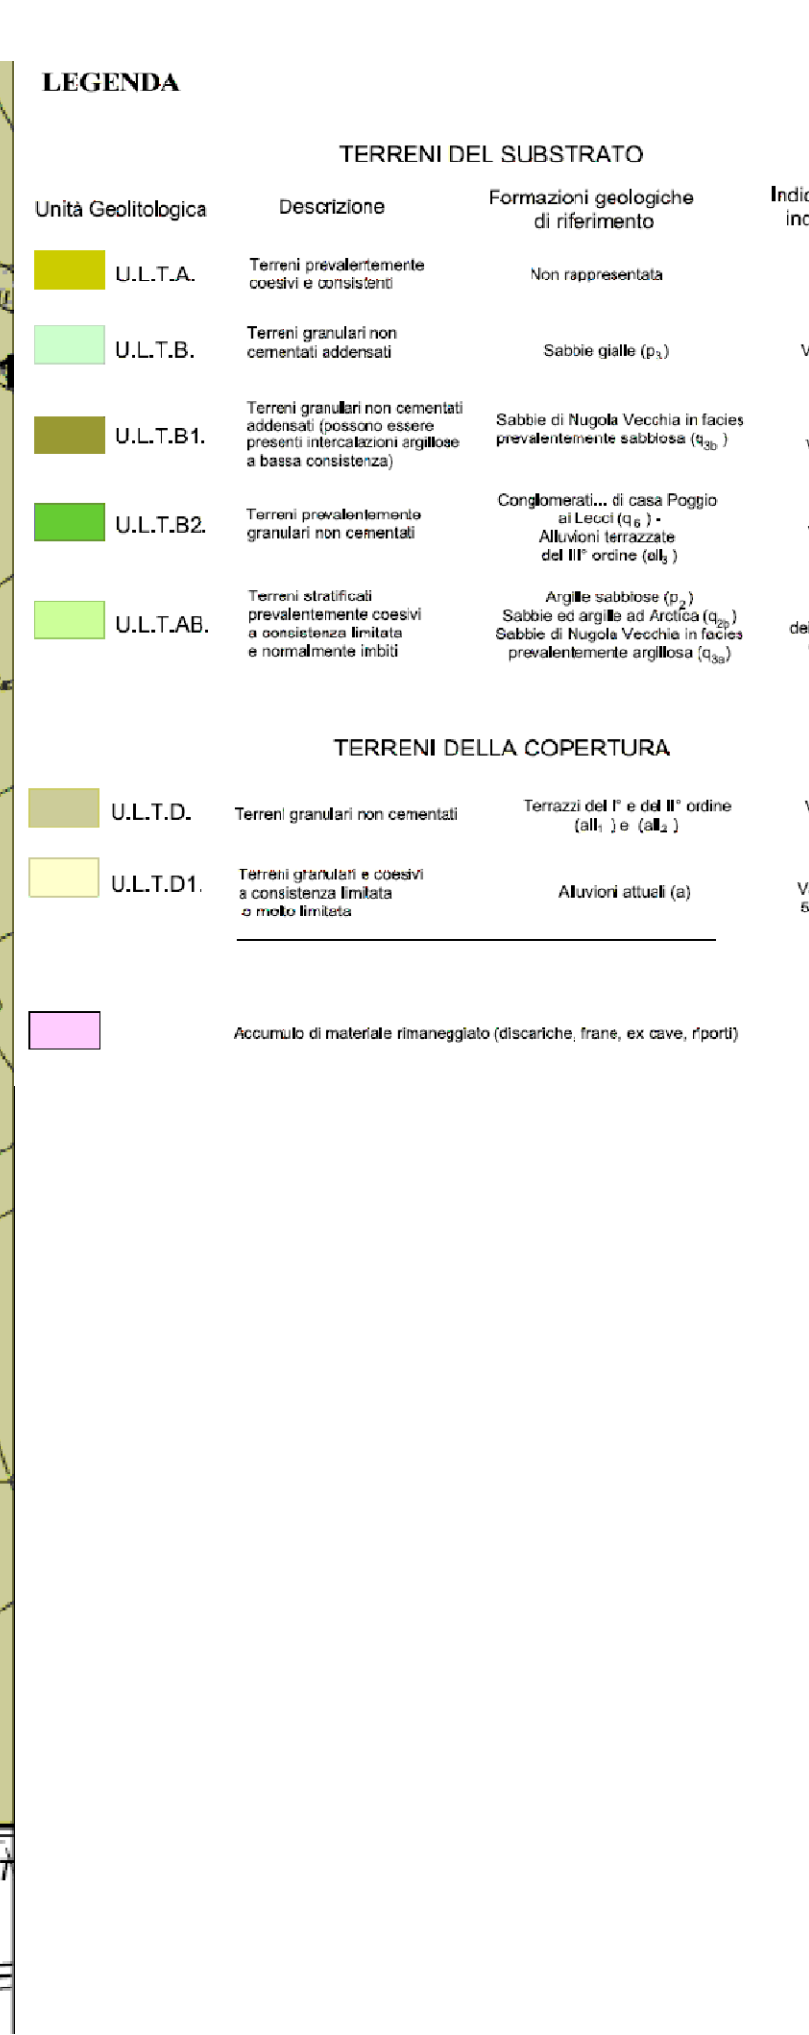 LEGENDA
TERRENI DEL SUBSTRATO
Unità Geolitologica
Descrizione
Formazioni geologiche
di riferimento
U.L.T.A.
Terreni prevalentemente
coesivi e consistenti
Non rappresentata
U.L.T.B.
Terreni granulari non
cementati addensati
Sabbie gialle (p3)
U.L.T.B1.
Terreni granulari non cementati
addensati (possono essere
presenti intercalazioni argillose
a bassa consistenza)
Sabbie di Nugola Vecchia in facies
prevalentemente sabbiosa (q3b )
U.L.T.B2.
Terreni prevalentemente
granulari non cementati
Conglomerati... di casa Poggio
ai Lecci (q6 ) -
Alluvioni terrazzate
del III° ordine (all3 )
U.L.T.AB.
Terreni stratificati
prevalentemente coesivi
a consistenza limitata
e normalmente imbiti
Argille sabbiose (p2)
Sabbie ed argille ad Arctica (q2b)
Sabbie di Nugola Vecchia in facies
prevalentemente argillosa (q3a)
TERRENI DELLA COPERTURA
U.L.T.D.
Terreni granulari non cementati
Terrazzi del I° e del II° ordine
(all1 ) e (all2 )
U.L.T.D1.
Terreni granulari e coesivi
a consistenza limitata
o molto limitata
Alluvioni attuali (a)
Accumulo di materiale rimaneggiato (discariche, frane, ex cave, riporti)